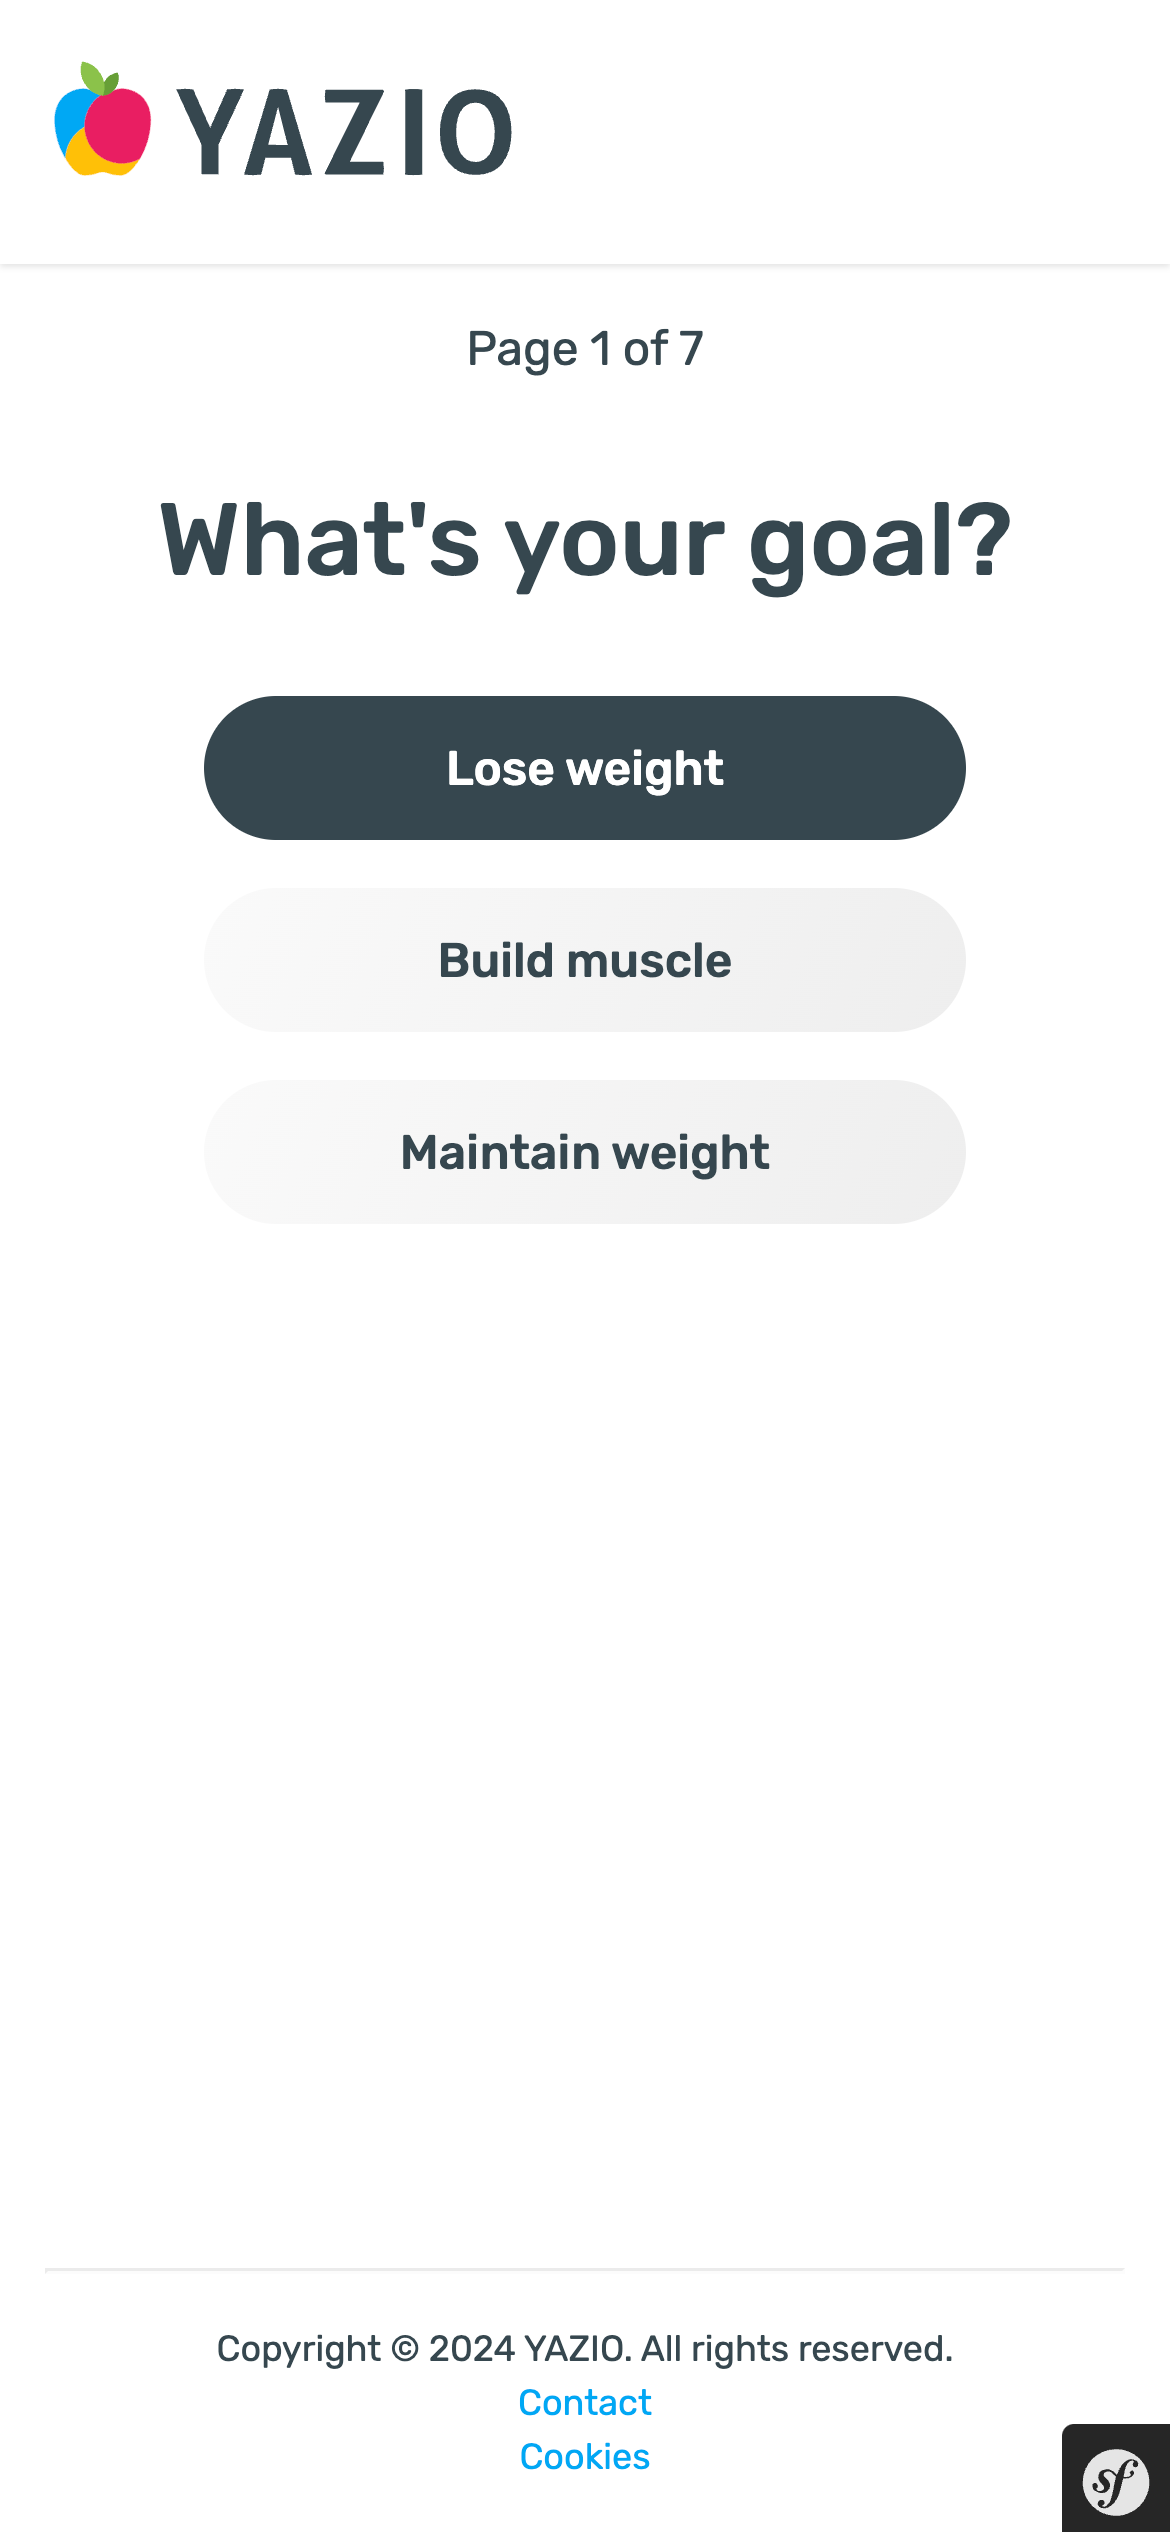 YAZIO
Page 1 of 7
What's your goal?
Lose weight
Build muscle
Maintain weight
Copyright © 2024 YAZIO. All rights reserved.
Contact
Cookies
sf